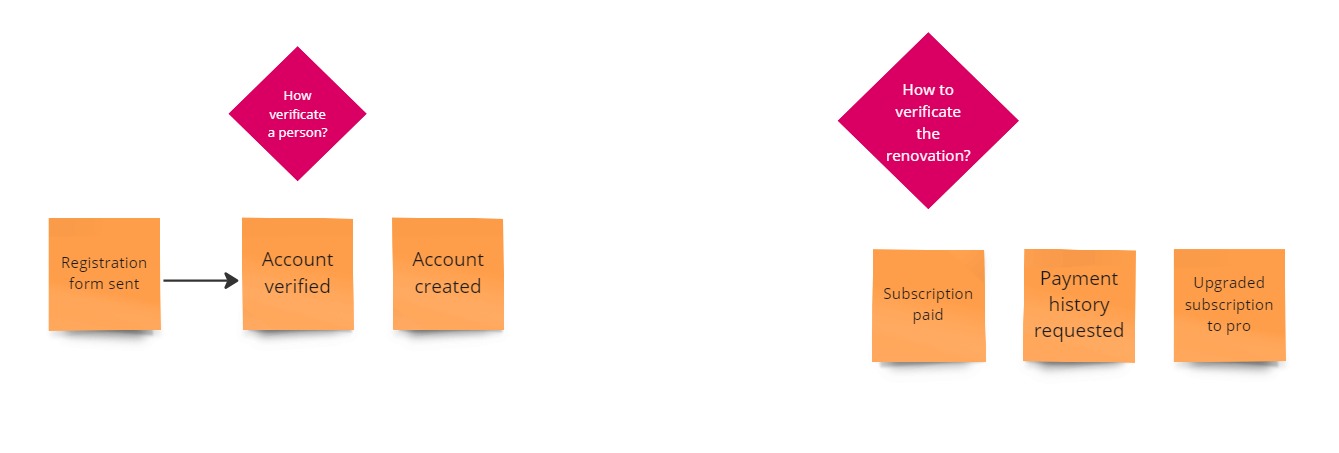 How
verificate
a person?
How to
verificate
the
renovation?
Registration
form sent
Account
verified
Account
created
Subscription
paid
Payment
history
requested
Upgraded
subscription
to pro